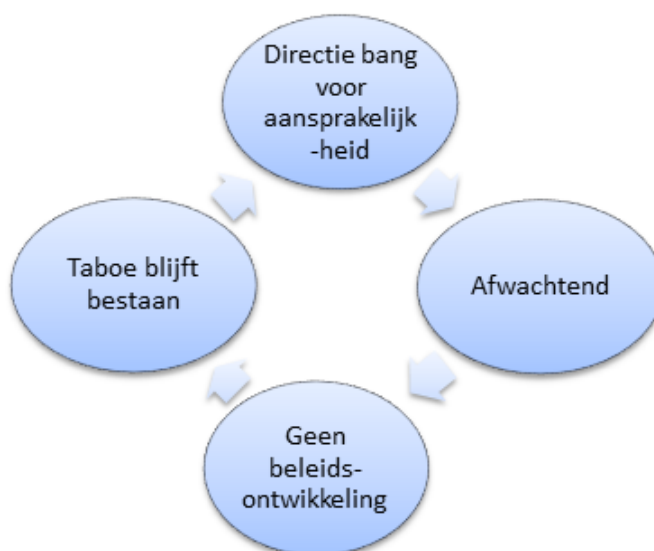 Directie bang
voor
aansprakelijk
-heid
Taboe blijft
bestaan
Afwachtend
Geen
beleids-
ontwikkeling